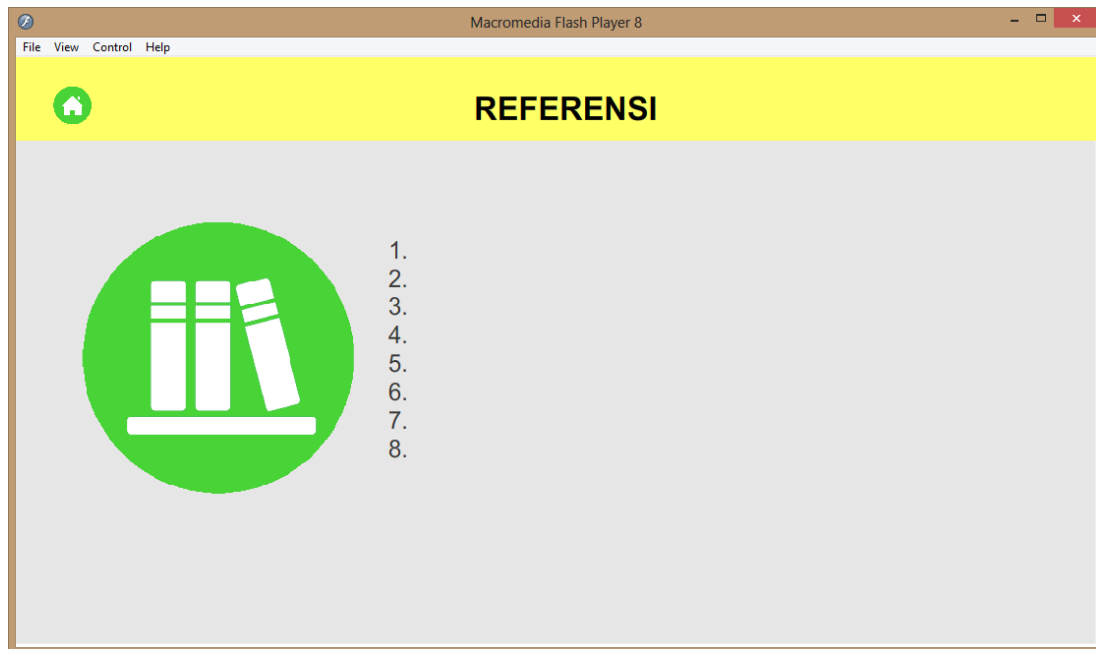 Macromedia Flash Player 8
File View Control Help
REFERENSI
1.
2.
3.
4.
5.
6.
7.
8.